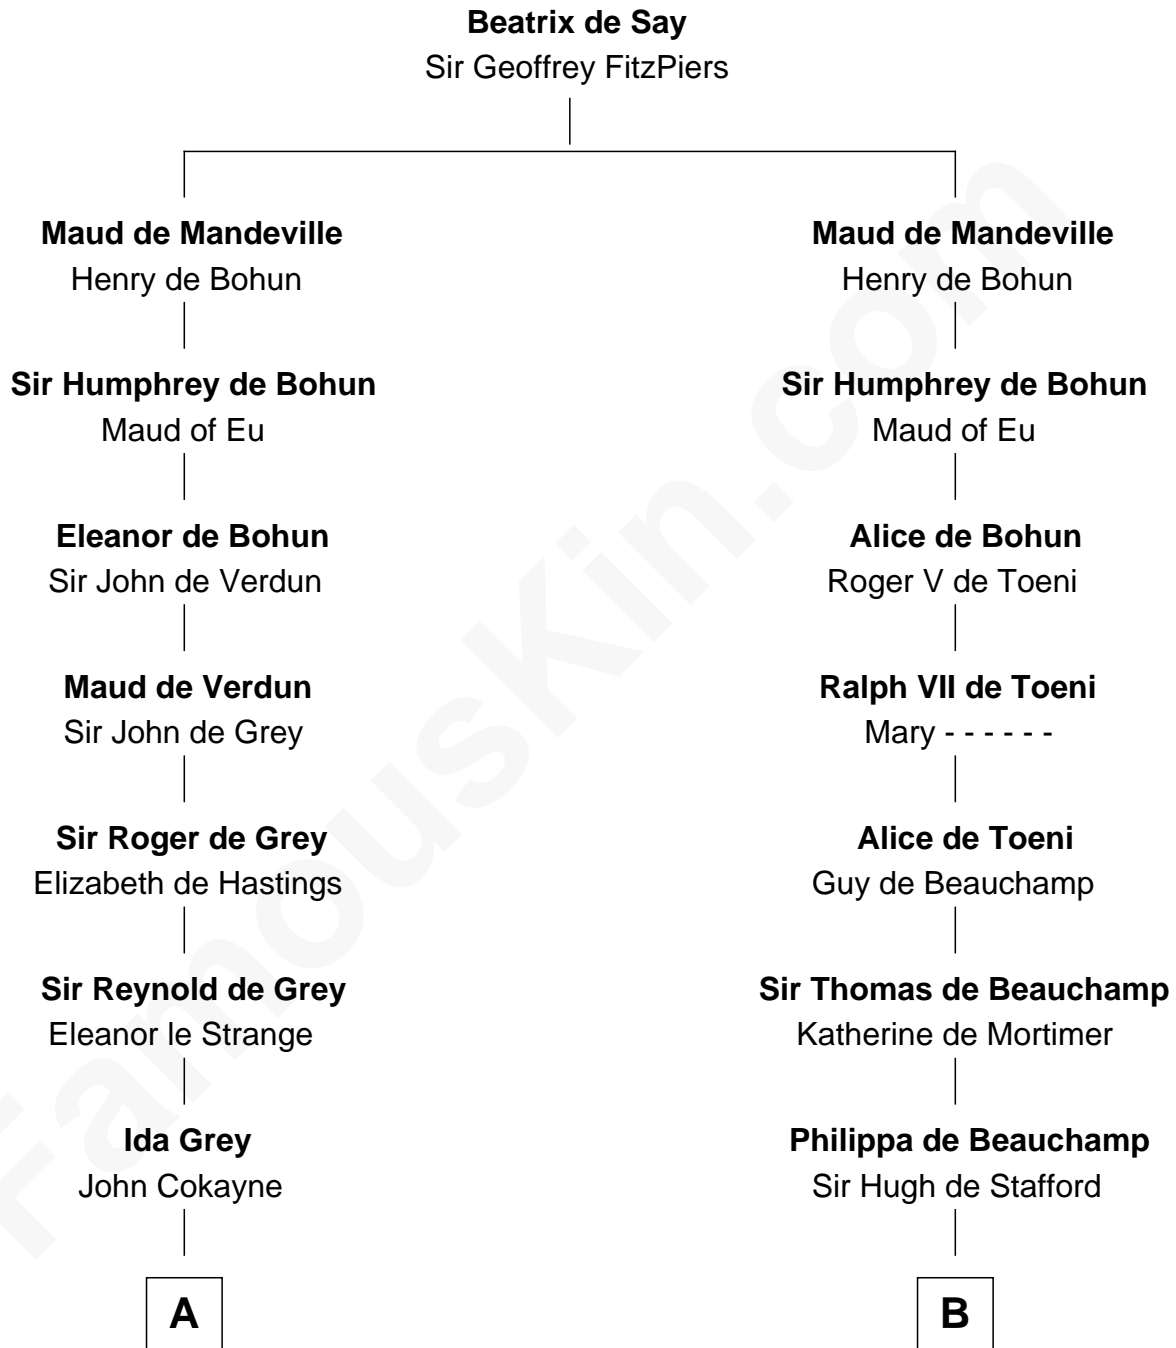 Beatrix de Say
Sir Geoffrey FitzPiers
Maud de Mandeville
Henry de Bohun
Sir Humphrey de Bohun
Maud of Eu
Eleanor de Bohun
Sir John de Verdun
Maud de Verdun
Sir John de Grey
Sir Roger de Grey
Elizabeth de Hastings
Sir Reynold de Grey
Eleanor le Strange
Ida Grey
John Cokayne
A
Maud de Mandeville
Henry de Bohun
Sir Humphrey de Bohun
Maud of Eu
Alice de Bohun
Roger V de Toeni
Ralph VII de Toeni
Mary - - - - - -
Alice de Toeni
Guy de Beauchamp
Sir Thomas de Beauchamp
Katherine de Mortimer
Philippa de Beauchamp
Sir Hugh de Stafford
B
FamousKin.com